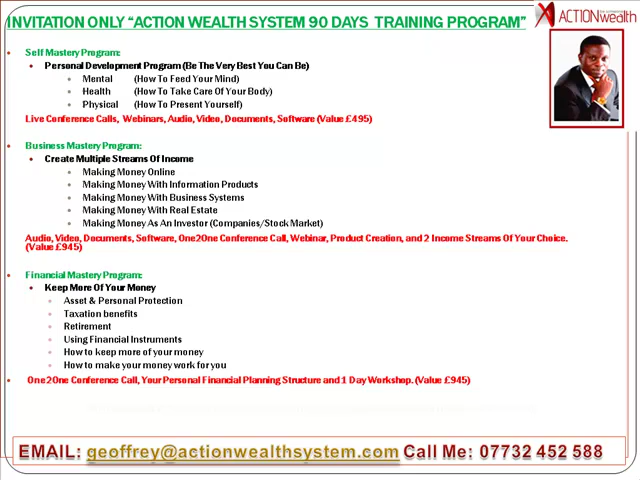 INVITATION ONLY "ACTION WEALTH SYSTEM 90 DAYS TRAINING PROGRAM"
ACTIONwealth
Self Mastery Program:
Personal Development Program (Be The Very Best You Can Be)
Mental (How To Feed Your Mind)
Health (How To Take Care Of Your Body)
Physical (How To Present Yourself)
Live Conference Calls, Webinars, Audio, Video, Documents, Software (Value £495)
Business Mastery Program:
Create Multiple Streams Of Income
Making Money Online
Making Money With Information Products
Making Money With Business Systems
Making Money With Real Estate
Making Money As An Investor (Companies/Stock Market)
Audio, Video, Documents, Software, One2One Conference Call, Webinar, Product Creation, and 2 Income Streams Of Your Choice.
(Value £945)
Financial Mastery Program:
Keep More Of Your Money
Asset & Personal Protection
Taxation benefits
Retirement
Using Financial Instruments
How to keep more of your money
How to make your money work for you
One2One Conference Call, Your Personal Financial Planning Structure and 1 Day Workshop. (Value £945)
EMAIL: geoffrey@actionwealthsystem.com Call Me: 07732 452 588